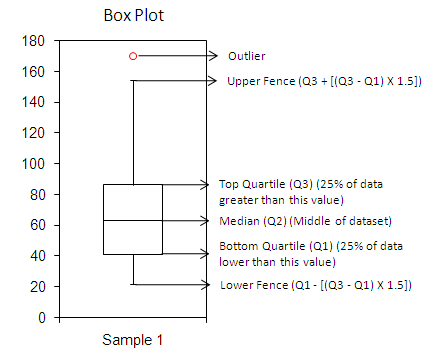 Box Plot
180
160
140
120
100
80
60
40
20
0
Outlier
Upper Fence (Q3 + [(Q3 - Q1) X 1.5])
Top Quartile (Q3) (25% of data
greater than this value)
Median (Q2) (Middle of dataset)
Bottom Quartile (Q1) (25% of data
lower than this value)
Lower Fence (Q1 - [(Q3 - Q1) X 1.5])
Sample 1